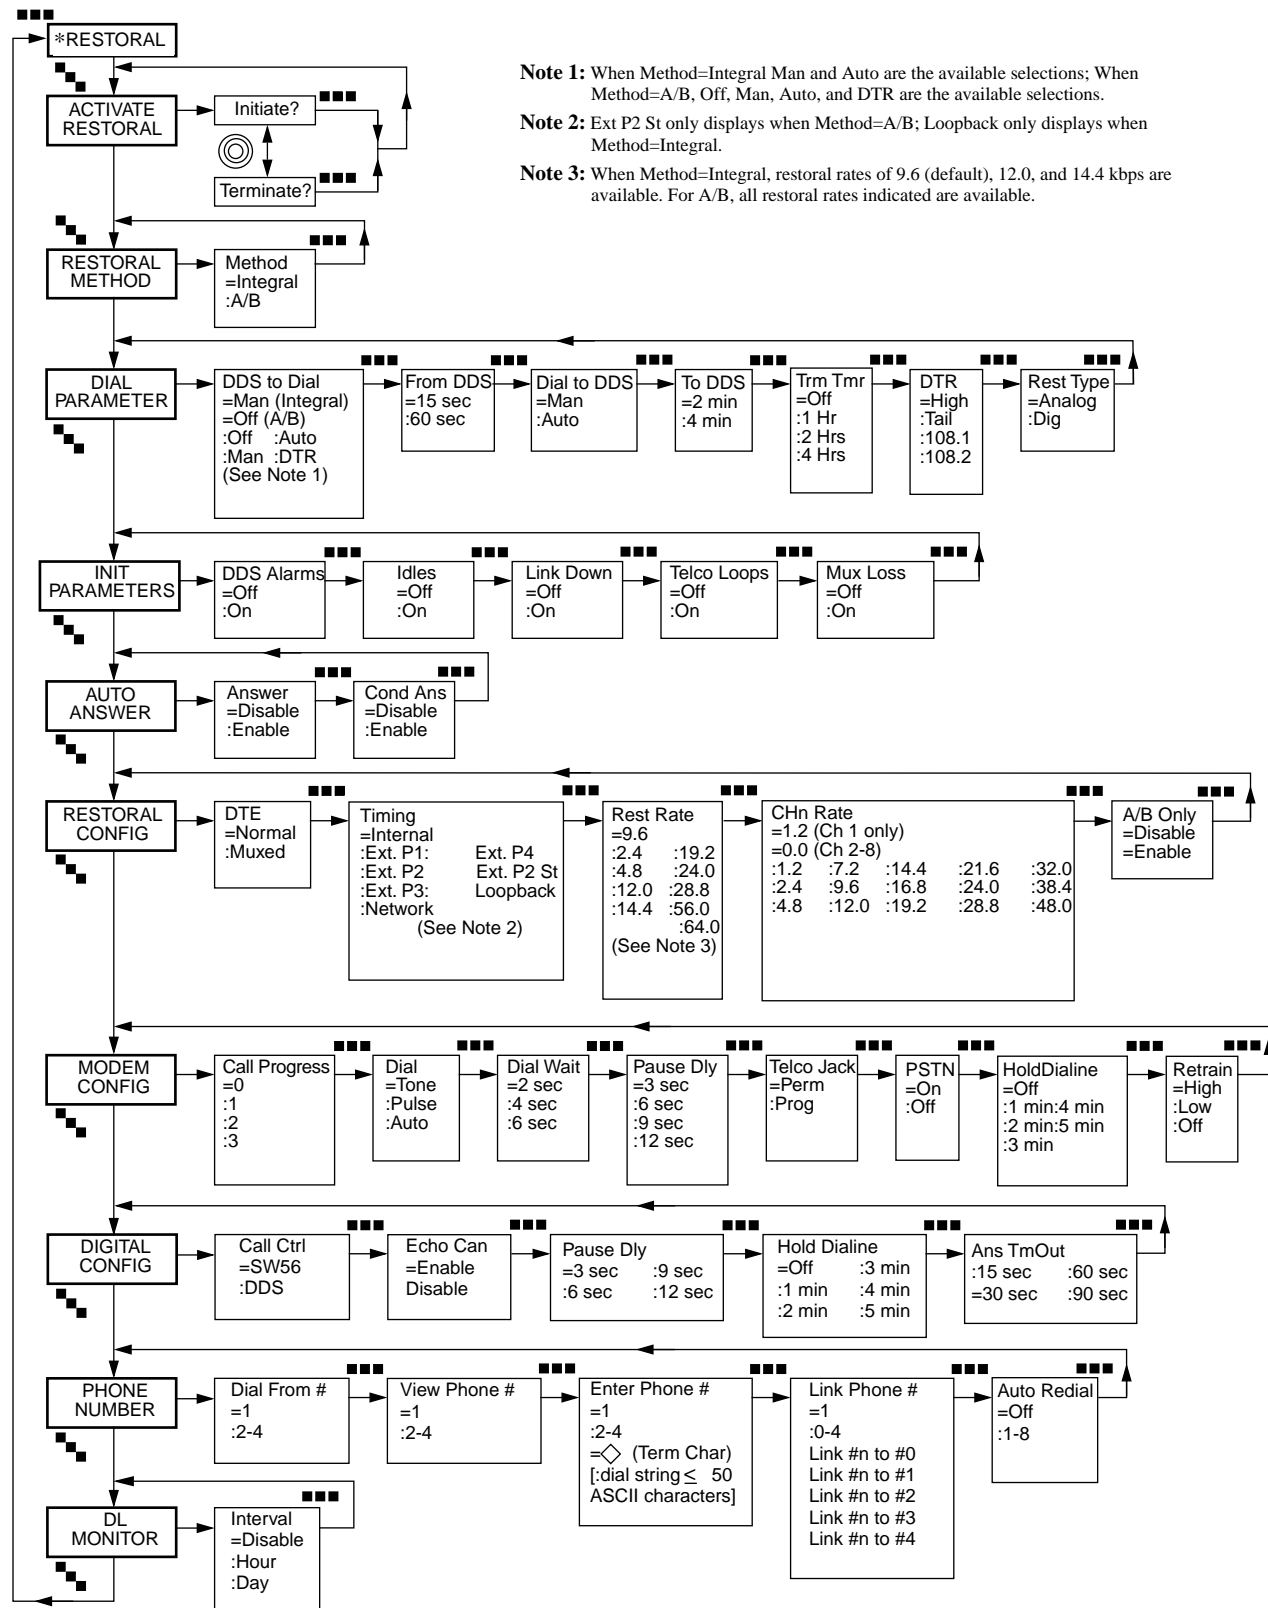 *RESTORAL
Note 1: When Method=Integral Man and Auto are the available selections; When
Method=A/B, Off, Man, Auto, and DTR are the available selections.
Note 2: Ext P2 St only displays when Method=A/B; Loopback only displays when
Method=Integral.
Note 3: When Method=Integral, restoral rates of 9.6 (default), 12.0, and 14.4 kbps are
available. For A/B, all restoral rates indicated are available.
ACTIVATE
RESTORAL
Initiate?
Terminate?
RESTORAL
METHOD
Method
=Integral
:A/B
DIAL
PARAMETER
DDS to Dial
=Man (Integral)
=Off (A/B)
:Off :Auto
:Man :DTR
(See Note 1)
From DDS
=15 sec
:60 sec
Dial to DDS
=Man
:Auto
To DDS
=2 min
:4 min
Trm Tmr
=Off
:1 Hr
:2 Hrs
:4 Hrs
DTR
=High
:Tail
:108.1
:108.2
Rest Type
=Analog
:Dig
INIT
PARAMETERS
DDS Alarms
=Off
:On
Idles
=Off
:On
Link Down
=Off
:On
Telco Loops
=Off
:On
Mux Loss
=Off
:On
AUTO
ANSWER
Answer
=Disable
:Enable
Cond Ans
=Disable
:Enable
RESTORAL
CONFIG
DTE
=Normal
:Muxed
Timing
=Internal
:Ext. P1: Ext. P4
:Ext. P2 Ext. P2 St
:Ext. P3: Loopback
:Network
(See Note 2)
Rest Rate
=9.6
:2.4 :19.2
:4.8 :24.0
:12.0 :28.8
:14.4 :56.0
:64.0
(See Note 3)
CHn Rate
=1.2 (Ch 1 only)
=0.0 (Ch 2-8)
:1.2 :7.2 :14.4 :21.6 :32.0
:2.4 :9.6 :16.8 :24.0 :38.4
:4.8 :12.0 :19.2 :28.8 :48.0
A/B Only
=Disable
=Enable
MODEM
CONFIG
Call Progress
=0
:1
:2
:3
Dial
=Tone
:Pulse
:Auto
Dial Wait
=2 sec
:4 sec
:6 sec
Pause Dly
=3 sec
:6 sec
:9 sec
:12 sec
Telco Jack
=Perm
:Prog
PSTN
=On
:Off
HoldDialine
=Off
:1 min:4 min
:2 min:5 min
:3 min
Retrain
=High
:Low
:Off
DIGITAL
CONFIG
Call Ctrl
=SW56
:DDS
Echo Can
=Enable
Disable
Pause Dly
=3 sec :9 sec
:6 sec :12 sec
Hold Dialine
=Off :3 min
:1 min :4 min
:2 min :5 min
Ans TmOut
:15 sec :60 sec
=30 sec :90 sec
PHONE
NUMBER
Dial From #
=1
:2-4
View Phone #
=1
:2-4
Enter Phone #
=1
:2-4
=◇ (Term Char)
[:dial string ≤ 50
ASCII characters]
Link Phone #
=1
:0-4
Link #n to #0
Link #n to #1
Link #n to #2
Link #n to #3
Link #n to #4
Auto Redial
=Off
:1-8
DL
MONITOR
Interval
=Disable
:Hour
:Day